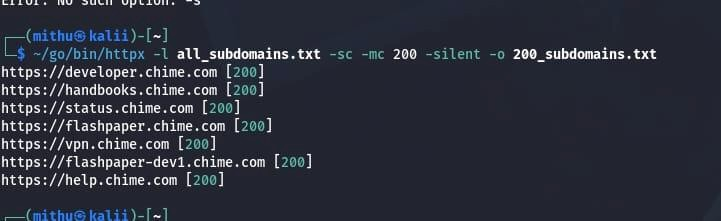 Error: No such option: -s
┌──(mithu㉿kalii)-[~]
└─$ ~/go/bin/httpx -l all_subdomains.txt -sc -mc 200 -silent -o 200_subdomains.txt
https://developer.chime.com [200]
https://handbooks.chime.com [200]
https://status.chime.com [200]
https://flashpaper.chime.com [200]
https://vpn.chime.com [200]
https://flashpaper-dev1.chime.com [200]
https://help.chime.com [200]
┌──(mithu㉿kalii)-[~]